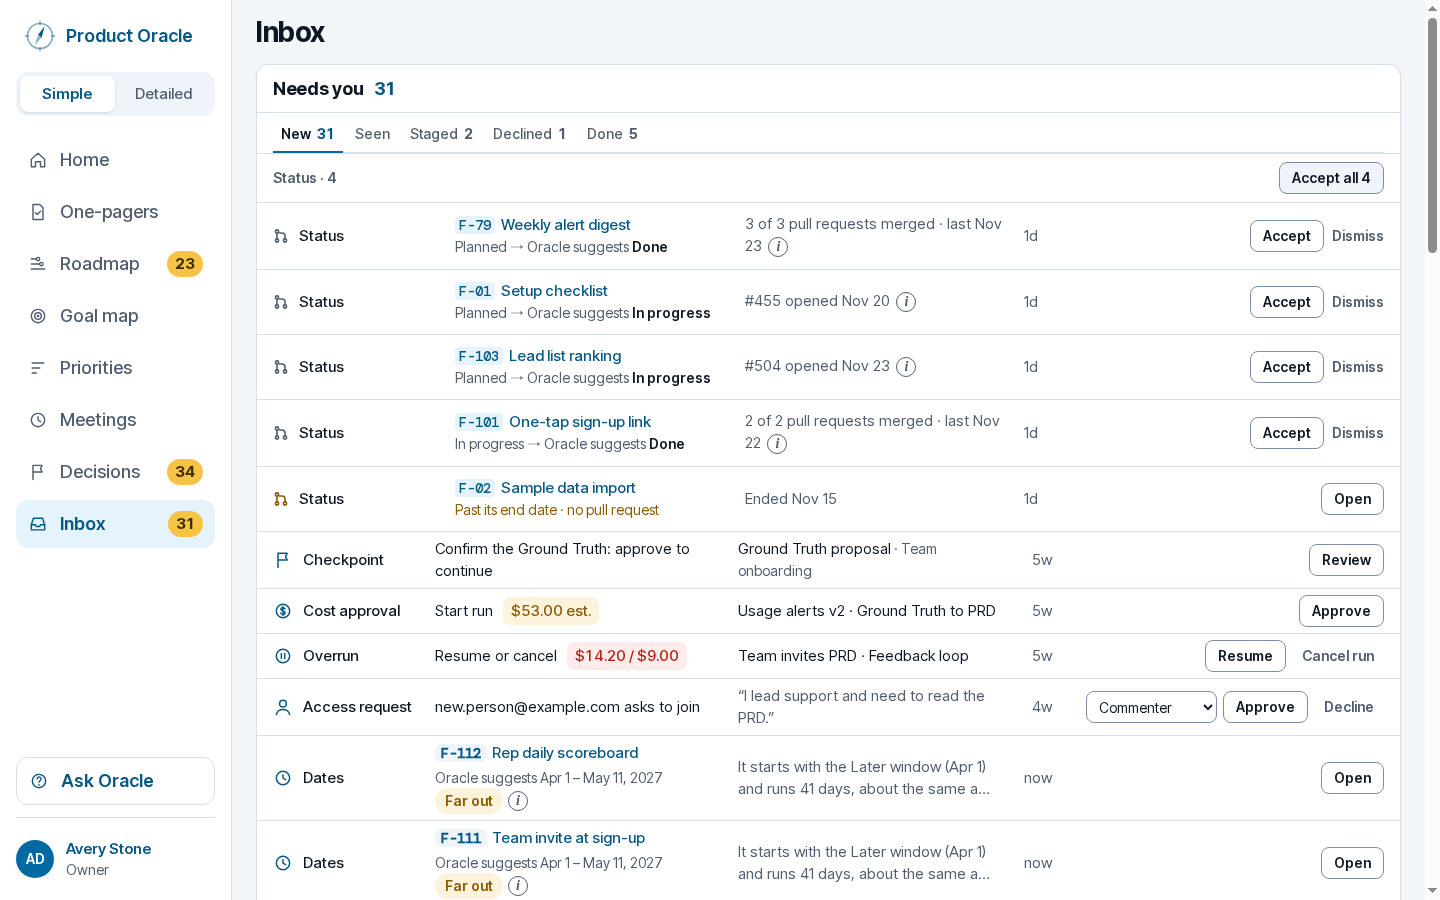 Product Oracle
Simple
Detailed
Home
One-pagers
Roadmap 23
Goal map
Priorities
Meetings
Decisions 34
Inbox 31
Ask Oracle
AD
Avery Stone
Owner
Inbox
Needs you 31
New 31 Seen Staged 2 Declined 1 Done 5
Status · 4 Accept all 4
Status
F-79 Weekly alert digest
Planned → Oracle suggests Done
3 of 3 pull requests merged · last Nov
23 i
1d
Accept Dismiss
Status
F-01 Setup checklist
Planned → Oracle suggests In progress
#455 opened Nov 20 i
1d
Accept Dismiss
Status
F-103 Lead list ranking
Planned → Oracle suggests In progress
#504 opened Nov 23 i
1d
Accept Dismiss
Status
F-101 One-tap sign-up link
In progress → Oracle suggests Done
2 of 2 pull requests merged · last Nov
22 i
1d
Accept Dismiss
Status
F-02 Sample data import
Past its end date · no pull request
Ended Nov 15
1d
Open
Checkpoint
Confirm the Ground Truth: approve to
continue
Ground Truth proposal · Team
onboarding
5w
Review
Cost approval
Start run $53.00 est.
Usage alerts v2 · Ground Truth to PRD
5w
Approve
Overrun
Resume or cancel $14.20 / $9.00
Team invites PRD · Feedback loop
5w
Resume Cancel run
Access request
new.person@example.com asks to join
“I lead support and need to read the
PRD.”
4w
Commenter Approve Decline
Dates
F-112 Rep daily scoreboard
Oracle suggests Apr 1 – May 11, 2027
Far out i
It starts with the Later window (Apr 1)
and runs 41 days, about the same a…
now
Open
Dates
F-111 Team invite at sign-up
Oracle suggests Apr 1 – May 11, 2027
Far out i
It starts with the Later window (Apr 1)
and runs 41 days, about the same a…
now
Open